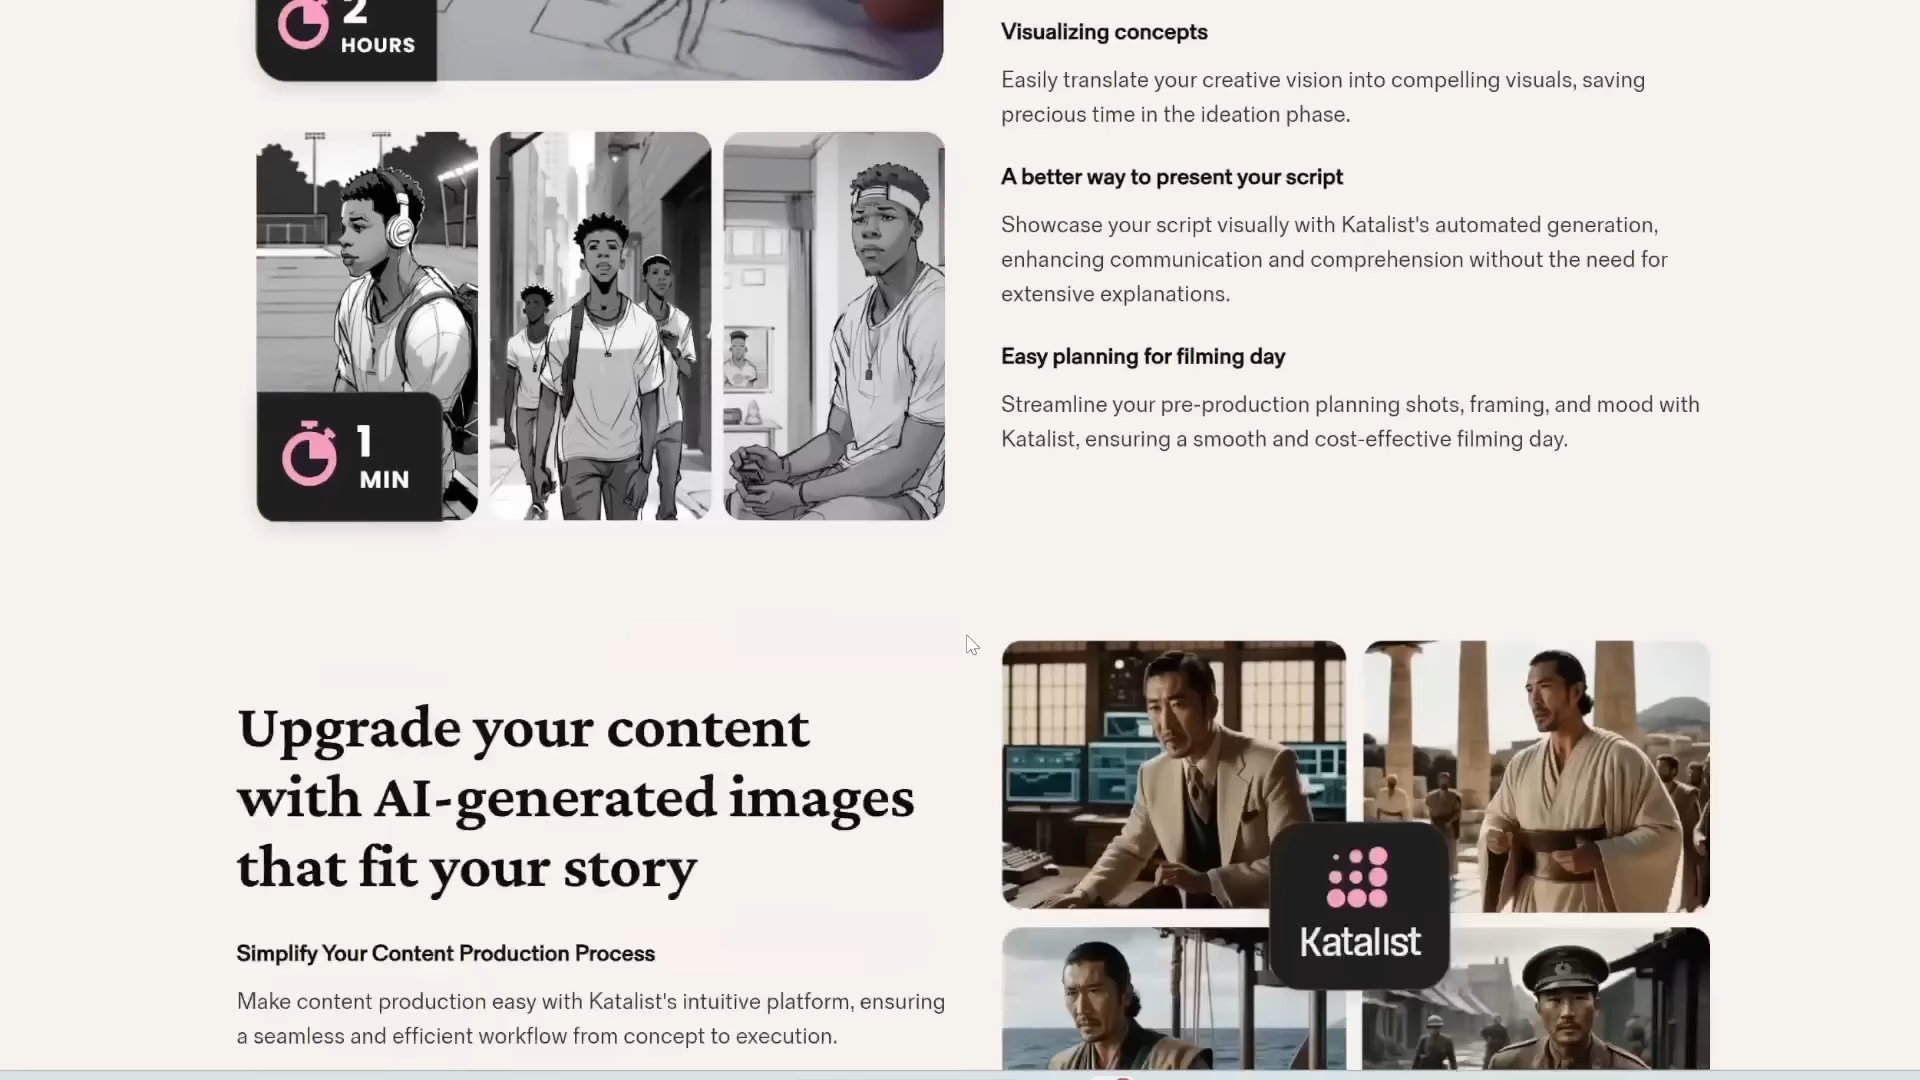 2
HOURS
1
MIN
Visualizing concepts
Easily translate your creative vision into compelling visuals, saving
precious time in the ideation phase.
A better way to present your script
Showcase your script visually with Katalist's automated generation,
enhancing communication and comprehension without the need for
extensive explanations.
Easy planning for filming day
Streamline your pre-production planning shots, framing, and mood with
Katalist, ensuring a smooth and cost-effective filming day.
Upgrade your content
with AI-generated images
that fit your story
Simplify Your Content Production Process
Make content production easy with Katalist's intuitive platform, ensuring
a seamless and efficient workflow from concept to execution.
Katalist